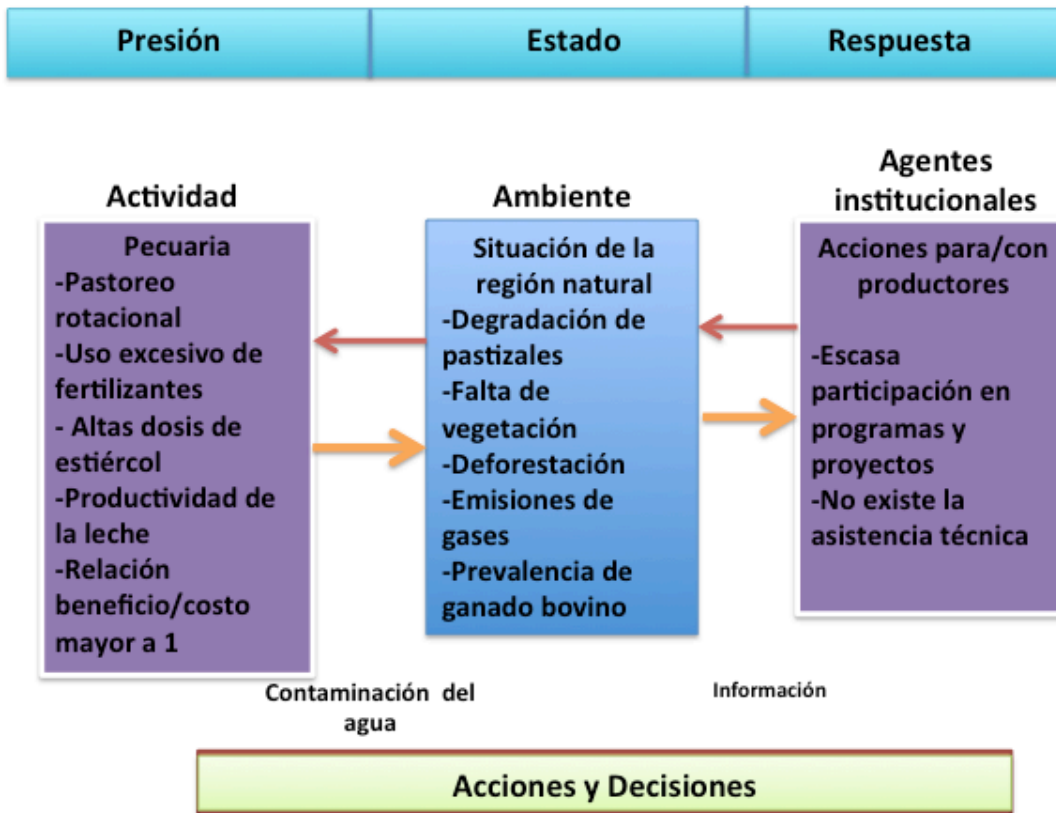 Presión
Estado
Respuesta
Actividad
Pecuaria
-Pastoreo
rotacional
-Uso excesivo de
fertilizantes
- Altas dosis de
estiércol
-Productividad de
la leche
-Relación
beneficio/costo
mayor a 1
Ambiente
Situación de la
región natural
-Degradación de
pastizales
-Falta de
vegetación
-Deforestación
-Emisiones de
gases
-Prevalencia de
ganado bovino
Agentes
institucionales
Acciones para/con
productores
-Escasa
participación en
programas y
proyectos
-No existe la
asistencia técnica
Contaminación del
agua
Información
Acciones y Decisiones